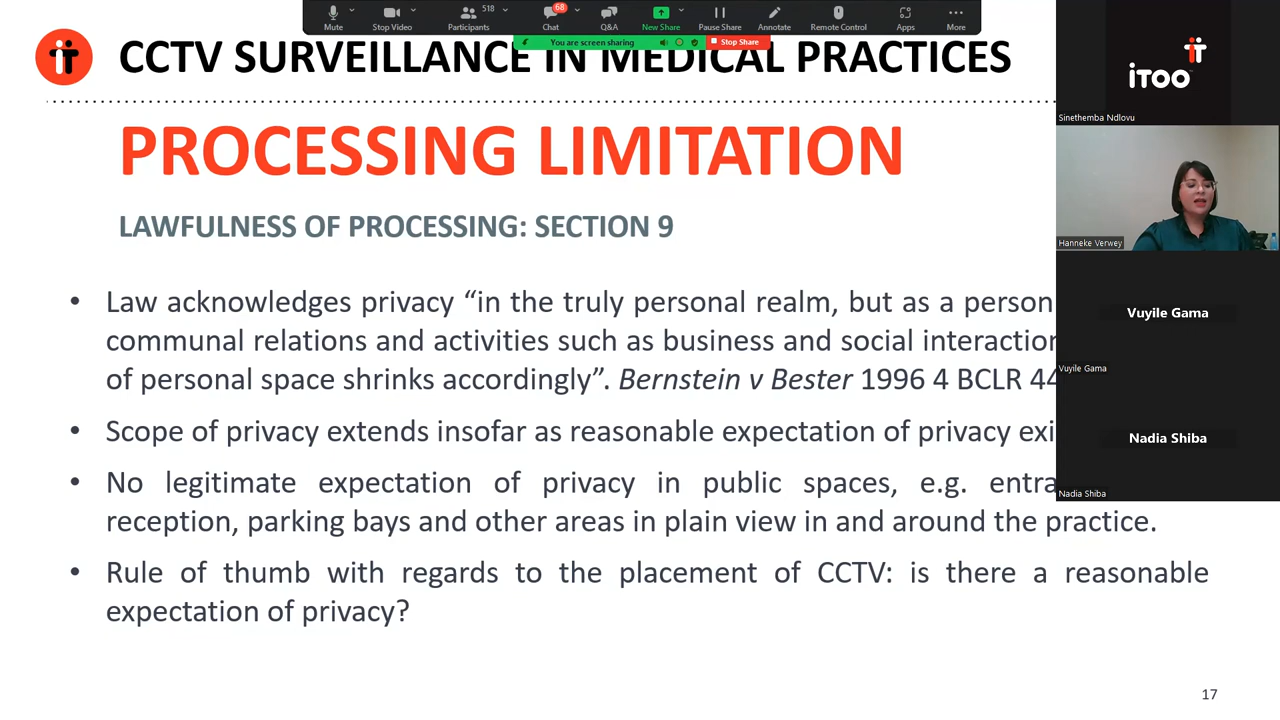 Mute
Stop Video
518
Participants
68
Chat
Q&A
New Share
Pause Share
Annotate
Remote Control
Apps
More
You are screen sharing
Stop Share
CCTV SURVEILLANCE IN MEDICAL PRACTICES
iTOO
Sinethemba Ndlovu
PROCESSING LIMITATION
LAWFULNESS OF PROCESSING: SECTION 9
Hanneke Verwey
• Law acknowledges privacy “in the truly personal realm, but as a person
communal relations and activities such as business and social interaction
of personal space shrinks accordingly”. Bernstein v Bester 1996 4 BCLR 44
• Scope of privacy extends insofar as reasonable expectation of privacy exi
• No legitimate expectation of privacy in public spaces, e.g. entra
reception, parking bays and other areas in plain view in and around the practice.
• Rule of thumb with regards to the placement of CCTV: is there a reasonable
expectation of privacy?
Vuyile Gama
Vuyile Gama
Nadia Shiba
Nadia Shiba
17